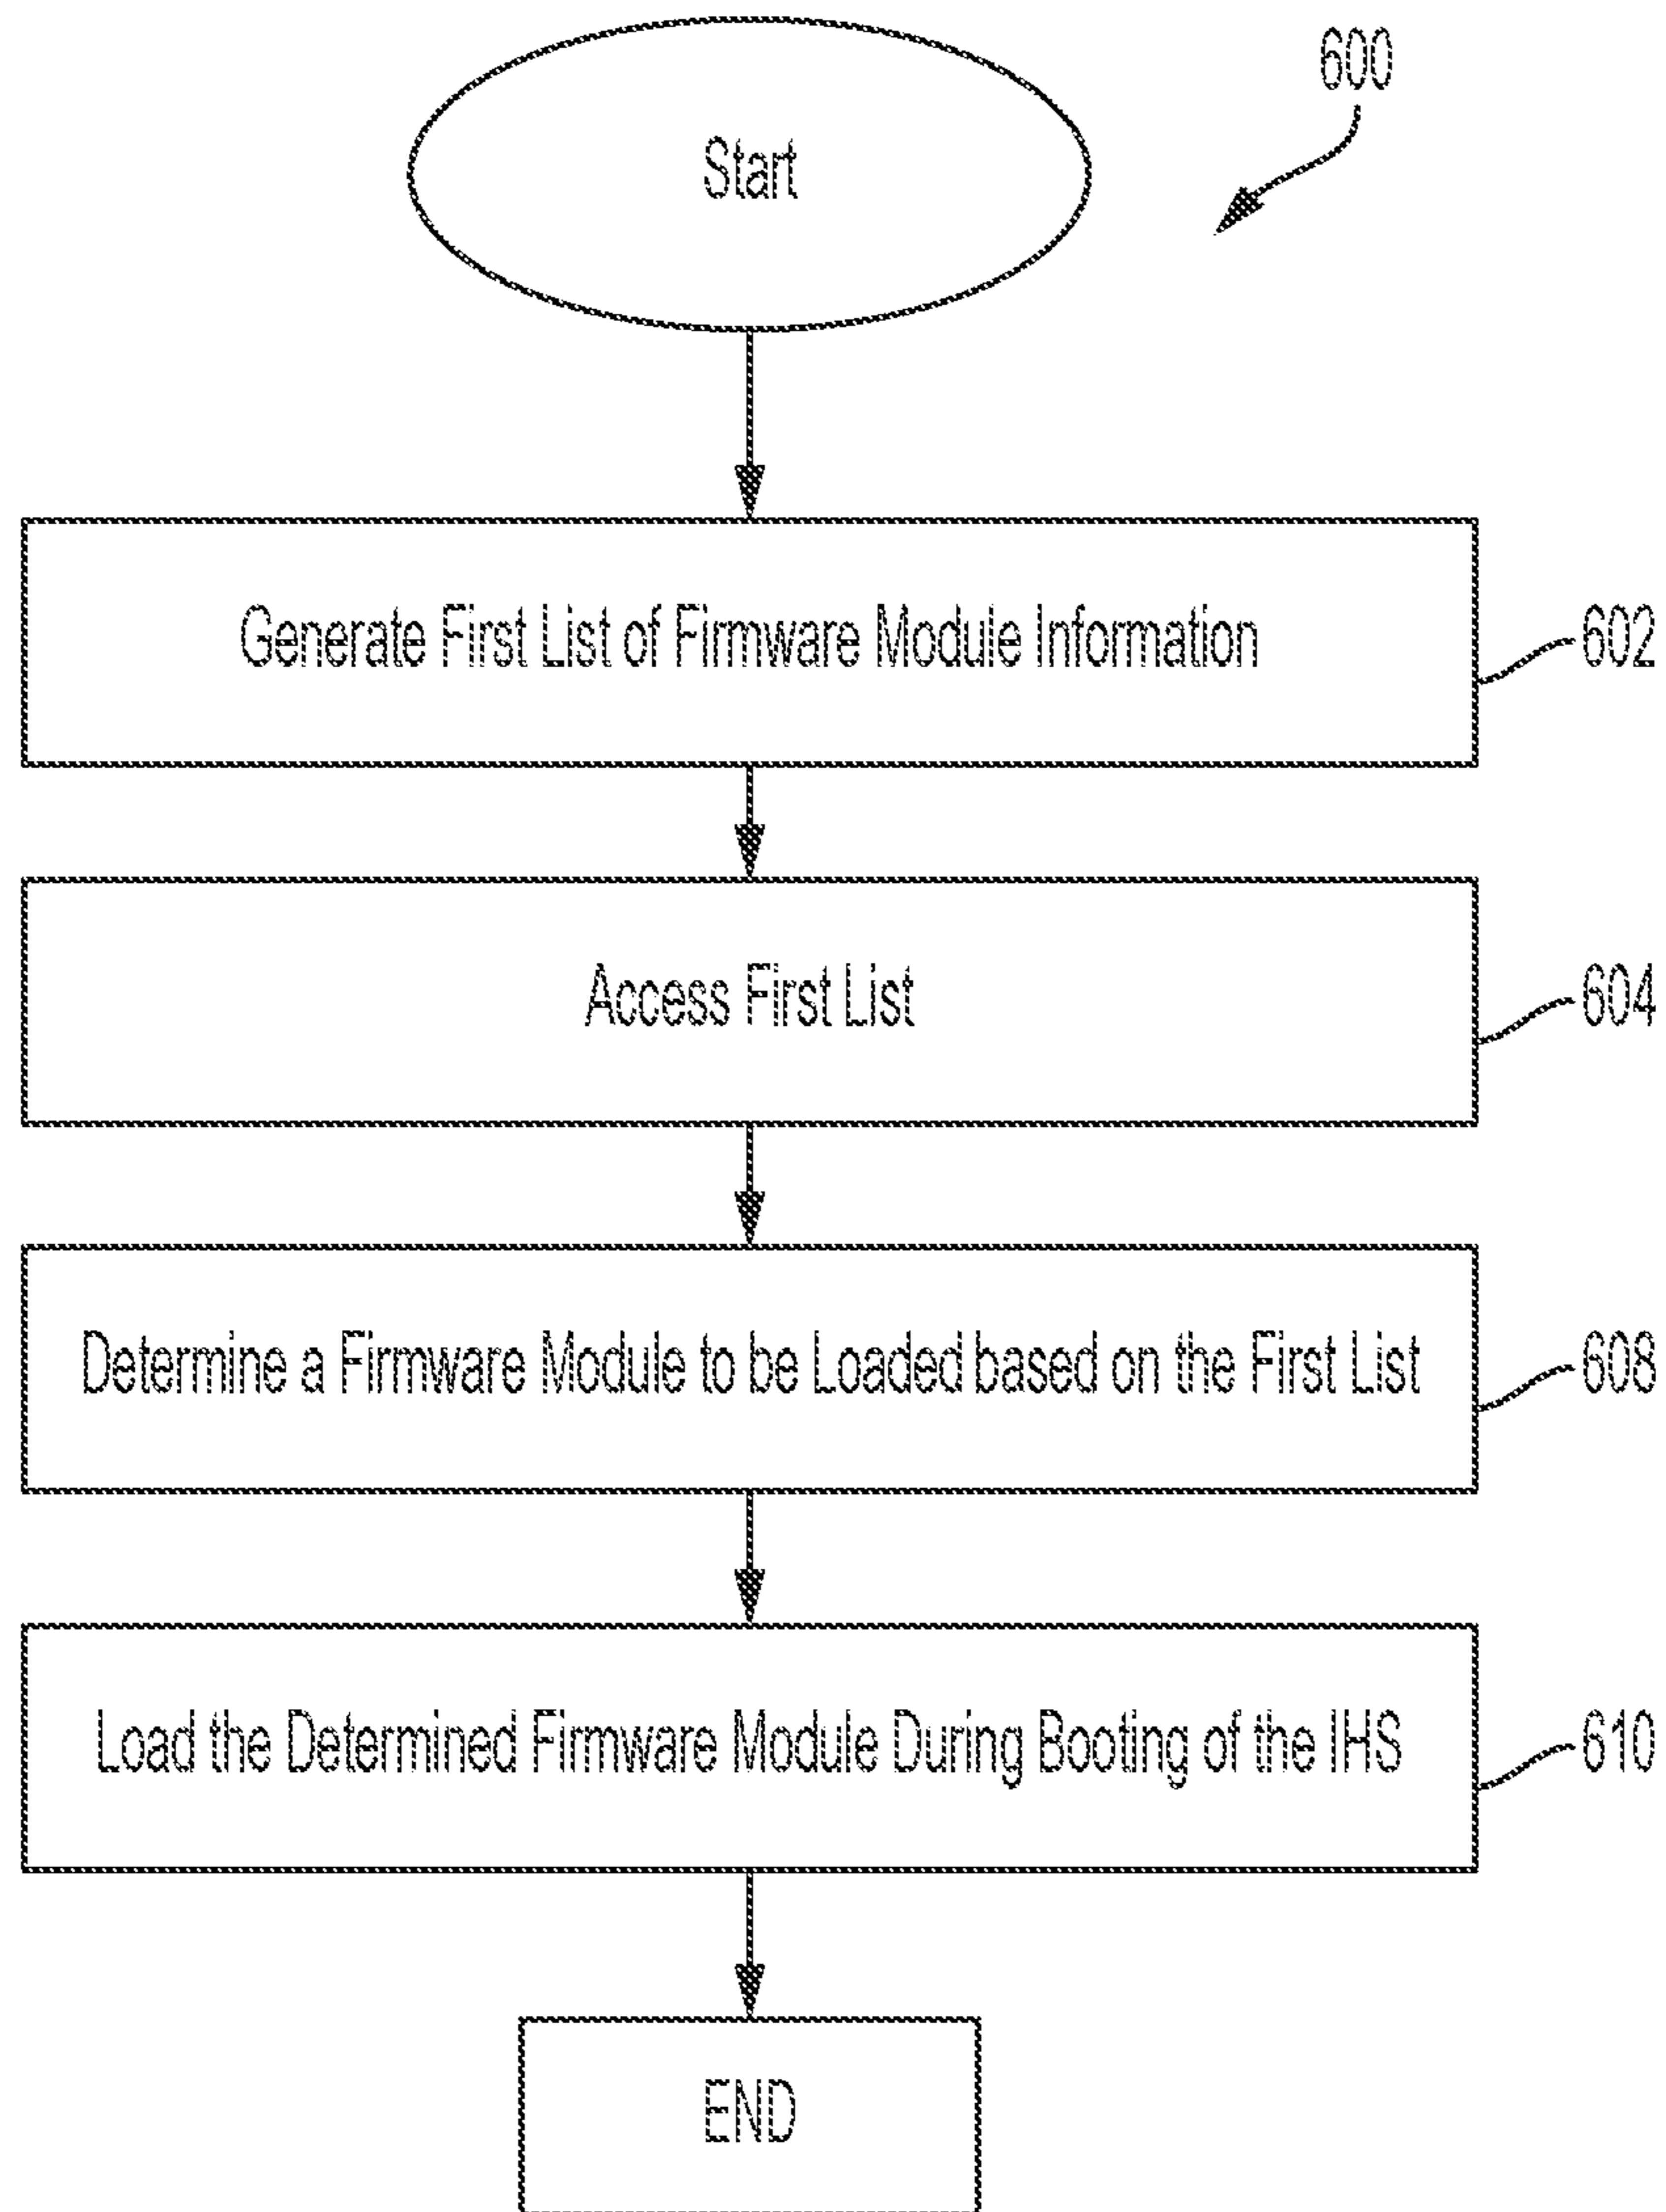 Start
600
Generate First List of Firmware Module Information
602
Access First List
604
Determine a Firmware Module to be Loaded based on the First List
608
Load the Determined Firmware Module During Booting of the IHS
610
END